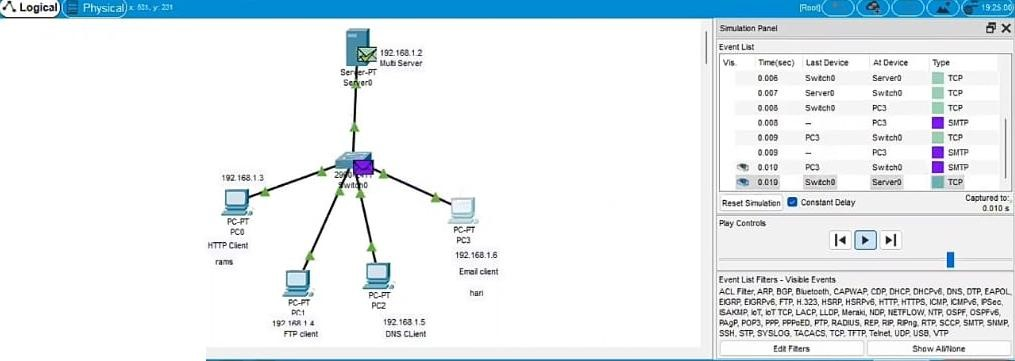 Logical Physical x: 531, y: 231 [Root] 19:25:00
192.168.1.2
Multi Server
Server-PT
Server0
Switch0
192.168.1.3
PC-PT
PC0
HTTP Client
rams
PC-PT
PC1
192.168.1.4
FTP client
PC-PT
PC2
192.168.1.5
DNS CLient
PC-PT
PC3
192.168.1.6
Email client
hari
Simulation Panel
Event List
Vis. Time(sec) Last Device At Device Type
0.006 Switch0 Server0 TCP
0.007 Server0 Switch0 TCP
0.008 Switch0 PC3 TCP
0.008 -- PC3 SMTP
0.009 PC3 Switch0 TCP
0.009 -- PC3 SMTP
0.010 PC3 Switch0 SMTP
0.010 Switch0 Server0 TCP
Reset Simulation Constant Delay Captured to:
0.010 s
Play Controls
Event List Filters - Visible Events
ACL Filter, ARP, BGP, Bluetooth, CAPWAP, CDP, DHCP, DHCPv6, DNS, DTP, EAPOL,
EIGRP, EIGRPv6, FTP, H.323, HSRP, HSRPv6, HTTP, HTTPS, ICMP, ICMPv6, IPSec,
ISAKMP, IoT, IoT TCP, LACP, LLDP, Meraki, NDP, NETFLOW, NTP, OSPF, OSPFv6,
PAgP, POP3, PPP, PPPoED, PTP, RADIUS, REP, RIP, RIPng, RTP, SCCP, SMTP, SNMP,
SSH, STP, SYSLOG, TACACS, TCP, TFTP, Telnet, UDP, USB, VTP
Edit Filters Show All/None